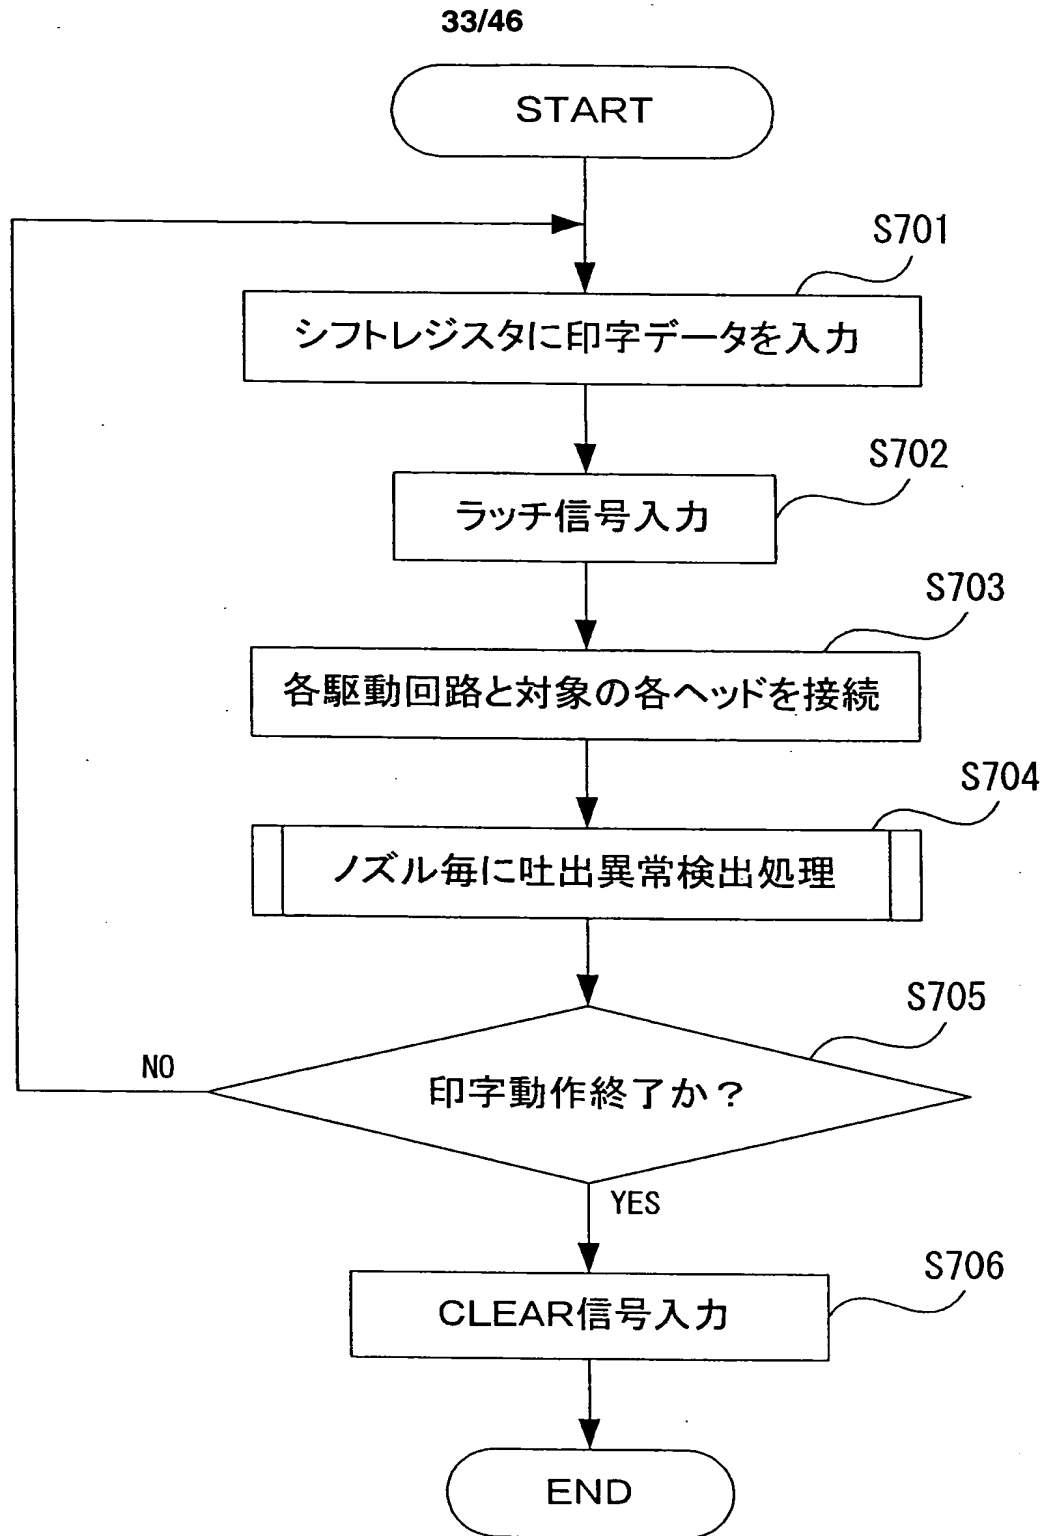 33/46
START
S701
シフトレジスタに印字データを入力
S702
ラッチ信号入力
S703
各駆動回路と対象の各ヘッドを接続
S704
ノズル毎に吐出異常検出処理
S705
印字動作終了か？
NO
YES
S706
CLEAR信号入力
END